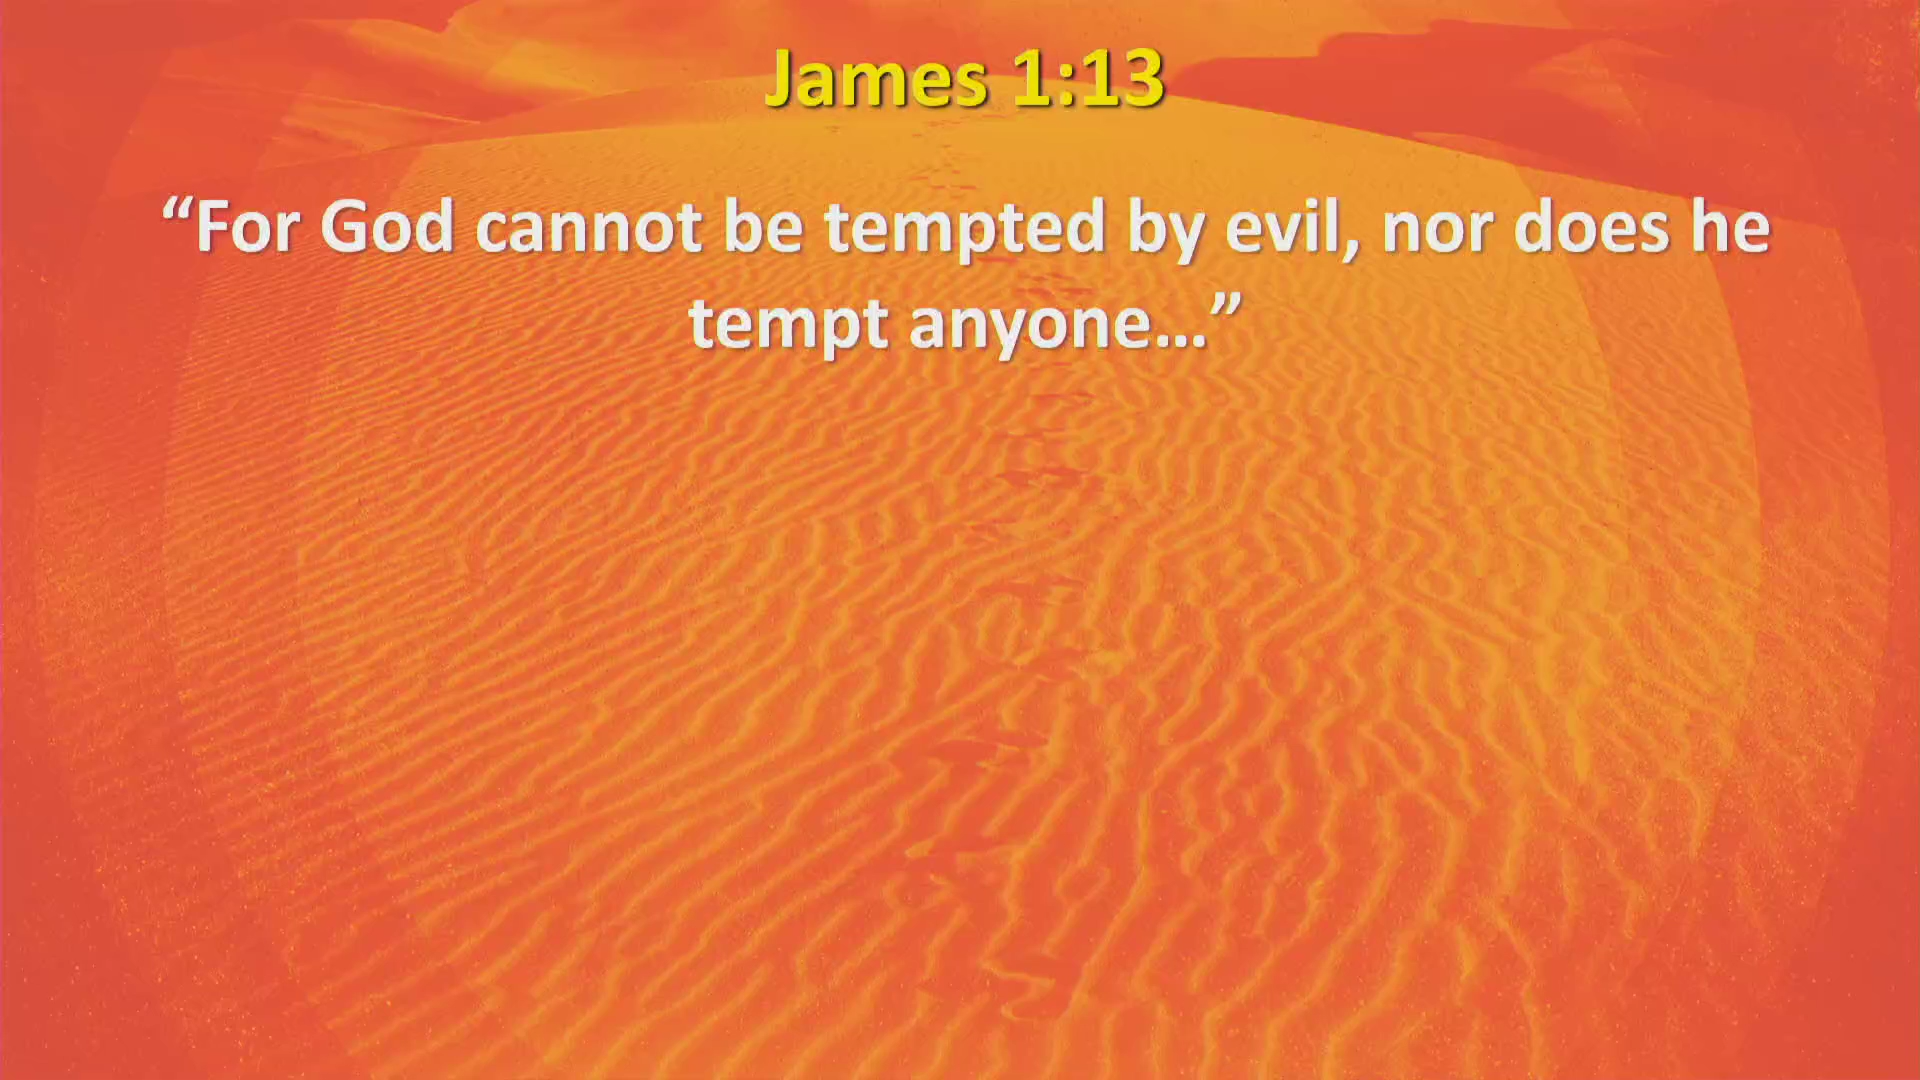 James 1:13
“For God cannot be tempted by evil, nor does he
tempt anyone…”